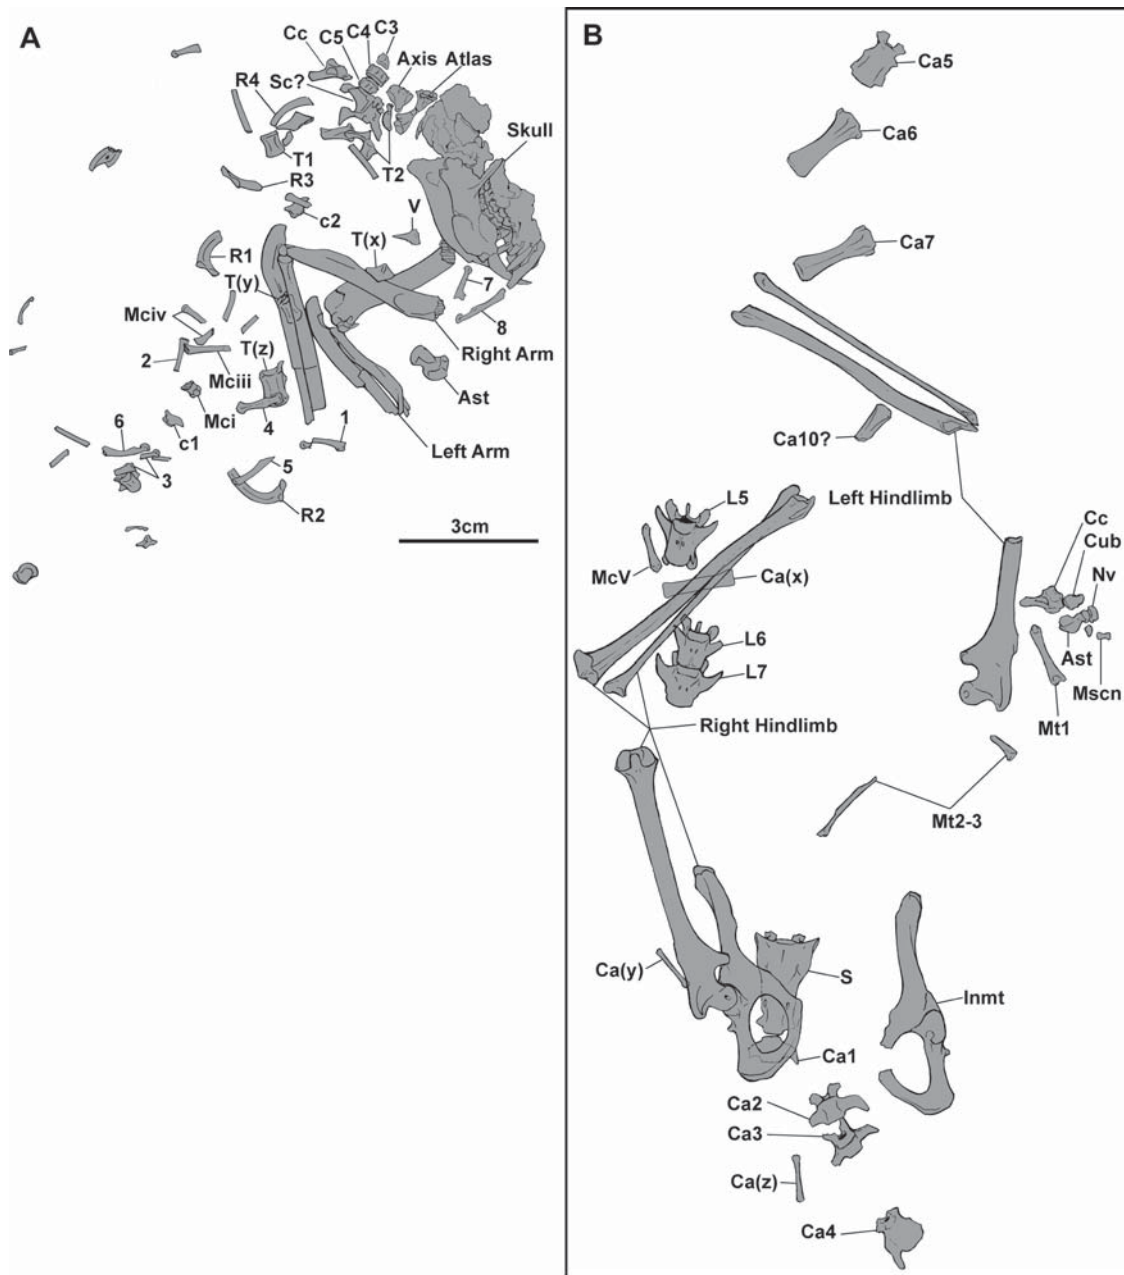 A
Cc C5 C4 C3
Sc? Axis Atlas
R4
Skull
T1
T2
R3
c2
V
R1
T(x)
T(y)
7
8
Mciv
Right Arm
2
T(z)
Mciii
Ast
Mci
4
c1
1
6
Left Arm
3
5
R2
3cm
B
Ca5
Ca6
Ca7
Ca10?
Left Hindlimb
L5
Cc
Cub
Nv
McV
Ca(x)
L6
Ast
L7
Mscn
Right Hindlimb
Mt1
Mt2-3
Ca(y)
S
Inmt
Ca1
Ca2
Ca3
Ca(z)
Ca4